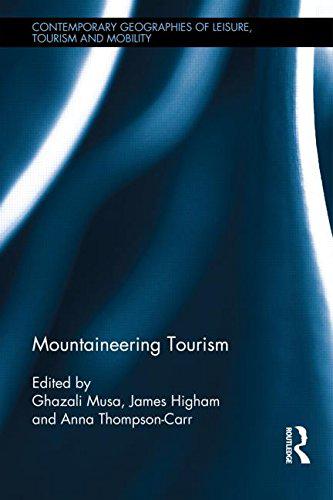 CONTEMPORARY GEOGRAPHIES OF LEISURE,
TOURISM AND MOBILITY
Mountaineering Tourism
Edited by
Ghazali Musa, James Higham
and Anna Thompson-Carr
ROUTLEDGE